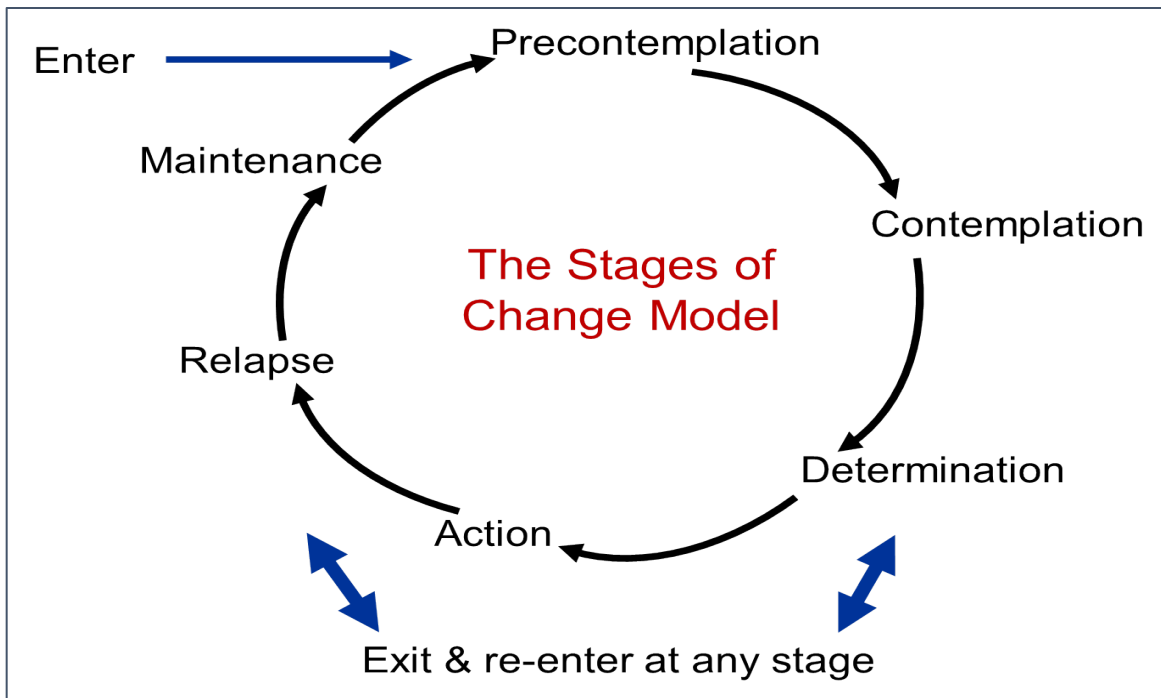 Enter
Precontemplation
Maintenance
Contemplation
The Stages of
Change Model
Relapse
Determination
Action
Exit & re-enter at any stage